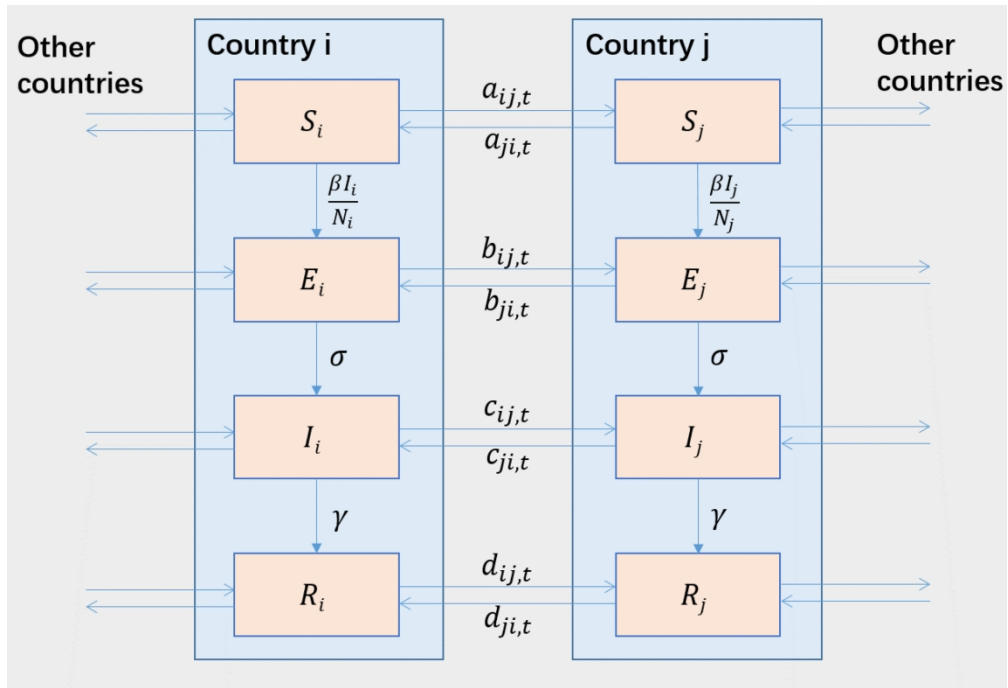 Other countries
Country i
Country j
Other countries
S_i
a_{ij,t}
a_{ji,t}
S_j
βI_i/N_i
βI_j/N_j
E_i
b_{ij,t}
b_{ji,t}
E_j
σ
σ
I_i
c_{ij,t}
c_{ji,t}
I_j
γ
γ
R_i
d_{ij,t}
d_{ji,t}
R_j